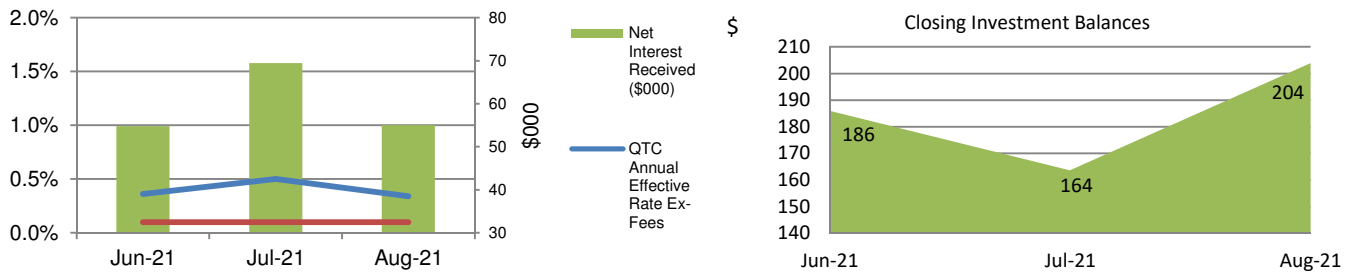 2.0%
1.5%
1.0%
0.5%
0.0%
80
70
60
50
40
30
$000
Jun-21
Jul-21
Aug-21
Net
Interest
Received
($000)
QTC
Annual
Effective
Rate Ex-
Fees
$
Closing Investment Balances
210
200
190
180
170
160
150
140
186
164
204
Jun-21
Jul-21
Aug-21